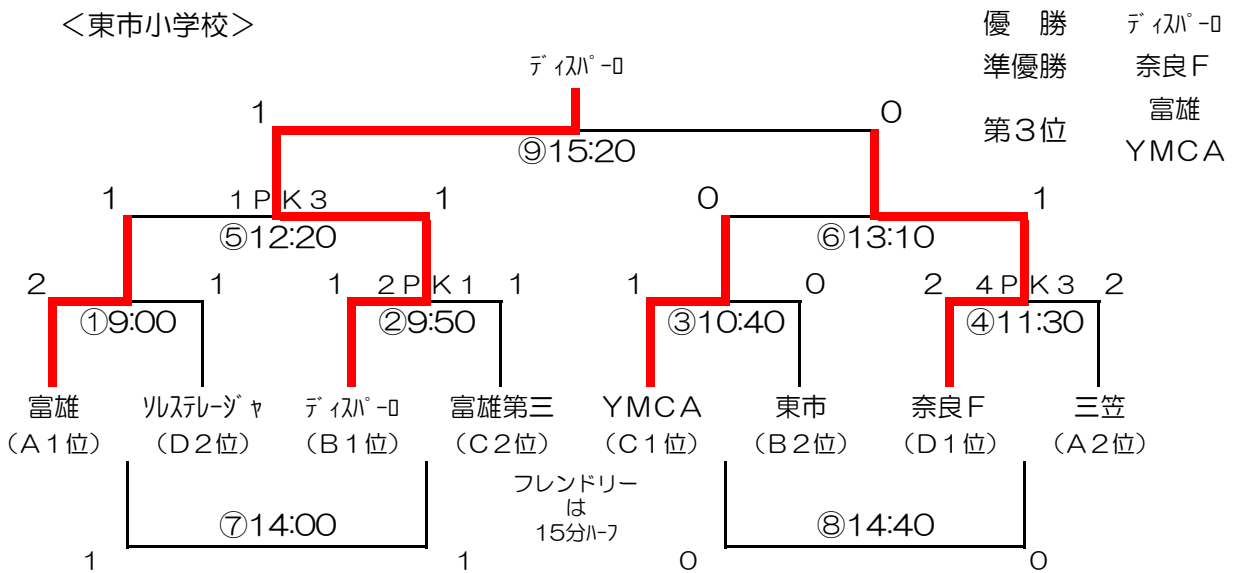 ＜東市小学校＞
優　勝　ﾃﾞｨｽﾊﾟｰﾛ
準優勝　奈良Ｆ
第３位　富雄
ＹＭＣＡ
ﾃﾞｨｽﾊﾟｰﾛ
1　0
⑨15:20
1　１ＰＫ３　1　0　1
⑤12:20　⑥13:10
2　1　1　２ＰＫ１　1　1　0　2　４ＰＫ３　2
①9:00　②9:50　③10:40　④11:30
富雄　ｿﾚｽﾃﾚｰｼﾞｬ　ﾃﾞｨｽﾊﾟｰﾛ　富雄第三　ＹＭＣＡ　東市　奈良Ｆ　三笠
（Ａ１位）　（Ｄ２位）　（Ｂ１位）　（Ｃ２位）　（Ｃ１位）　（Ｂ２位）　（Ｄ１位）　（Ａ２位）
フレンドリー
は
15分ﾊｰﾌ
⑦14:00　⑧14:40
1　1　0　0